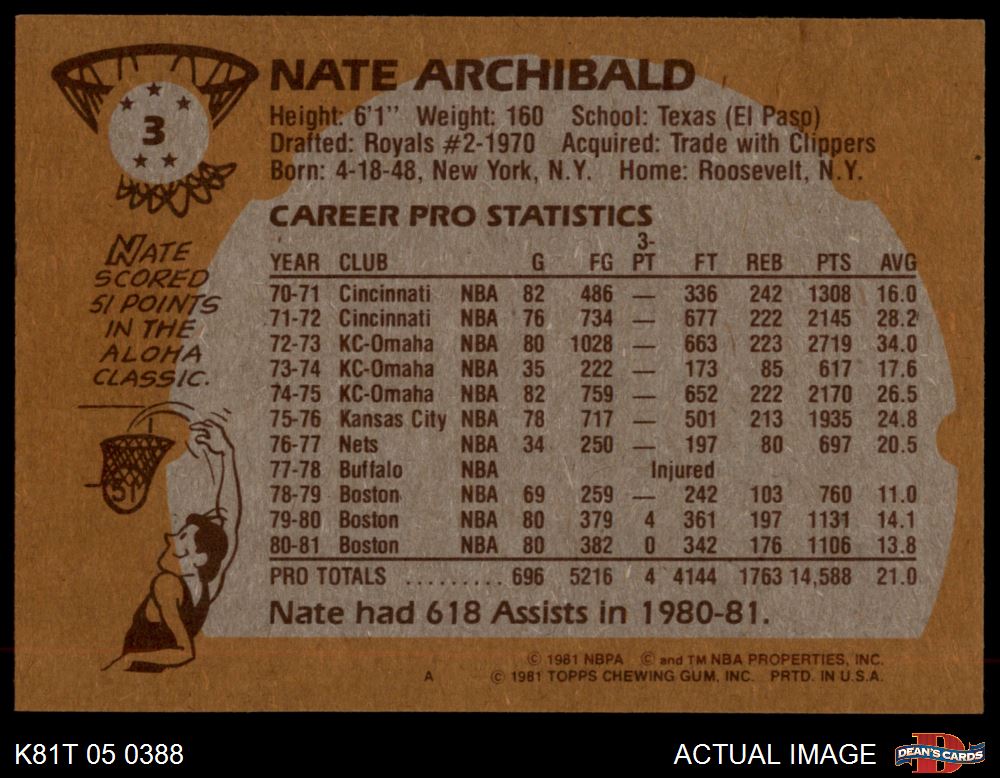 3
NATE ARCHIBALD
Height: 6'1'' Weight: 160 School: Texas (El Paso)
Drafted: Royals #2-1970 Acquired: Trade with Clippers
Born: 4-18-48, New York, N.Y. Home: Roosevelt, N.Y.
NATE
SCORED
51 POINTS
IN THE
ALOHA
CLASSIC.
51
CAREER PRO STATISTICS
YEAR CLUB G FG 3-PT FT REB PTS AVG
70-71 Cincinnati NBA 82 486 — 336 242 1308 16.0
71-72 Cincinnati NBA 76 734 — 677 222 2145 28.2
72-73 KC-Omaha NBA 80 1028 — 663 223 2719 34.0
73-74 KC-Omaha NBA 35 222 — 173 85 617 17.6
74-75 KC-Omaha NBA 82 759 — 652 222 2170 26.5
75-76 Kansas City NBA 78 717 — 501 213 1935 24.8
76-77 Nets NBA 34 250 — 197 80 697 20.5
77-78 Buffalo NBA Injured
78-79 Boston NBA 69 259 — 242 103 760 11.0
79-80 Boston NBA 80 379 4 361 197 1131 14.1
80-81 Boston NBA 80 382 0 342 176 1106 13.8
PRO TOTALS ......... 696 5216 4 4144 1763 14,588 21.0
Nate had 618 Assists in 1980-81.
© 1981 NBPA © and TM NBA PROPERTIES, INC.
A © 1981 TOPPS CHEWING GUM, INC. PRTD. IN U.S.A.
K81T 05 0388 ACTUAL IMAGE D DEAN'S CARDS